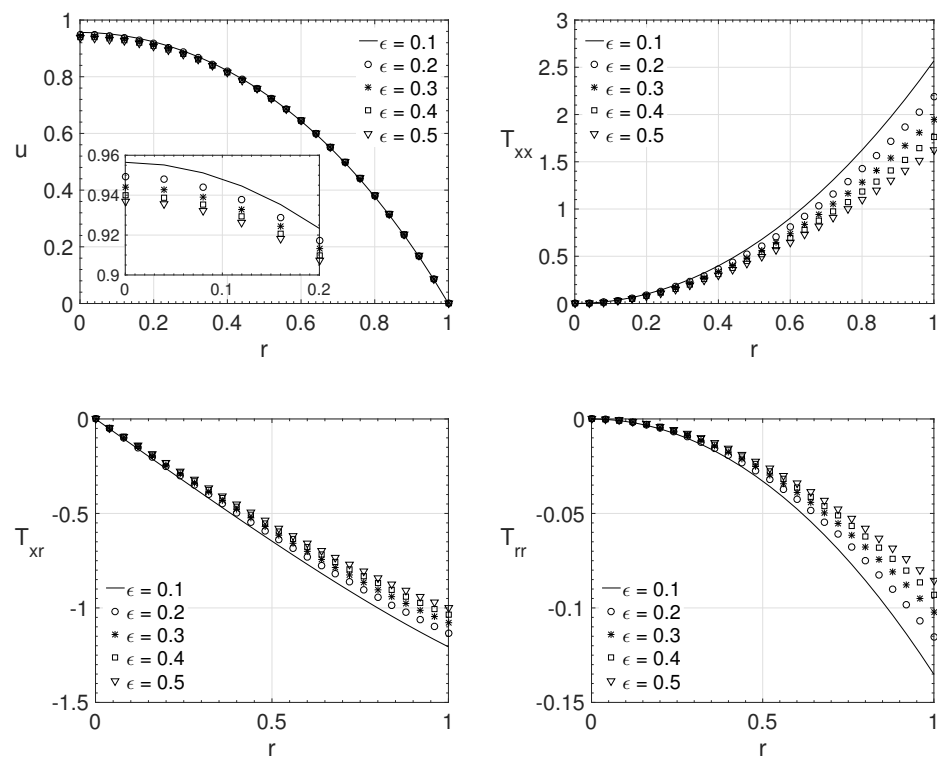 1
0.8
0.6
0.4
0.2
0
u
0 0.2 0.4 0.6 0.8 1
r
ϵ = 0.1
ϵ = 0.2
ϵ = 0.3
ϵ = 0.4
ϵ = 0.5
0.96
0.94
0.92
0.9
0 0.1 0.2
3
2.5
2
1.5
1
0.5
0
T_xx
0 0.2 0.4 0.6 0.8 1
r
ϵ = 0.1
ϵ = 0.2
ϵ = 0.3
ϵ = 0.4
ϵ = 0.5
0
-0.5
-1
-1.5
T_xr
0 0.5 1
r
ϵ = 0.1
ϵ = 0.2
ϵ = 0.3
ϵ = 0.4
ϵ = 0.5
0
-0.05
-0.1
-0.15
T_rr
0 0.5 1
r
ϵ = 0.1
ϵ = 0.2
ϵ = 0.3
ϵ = 0.4
ϵ = 0.5